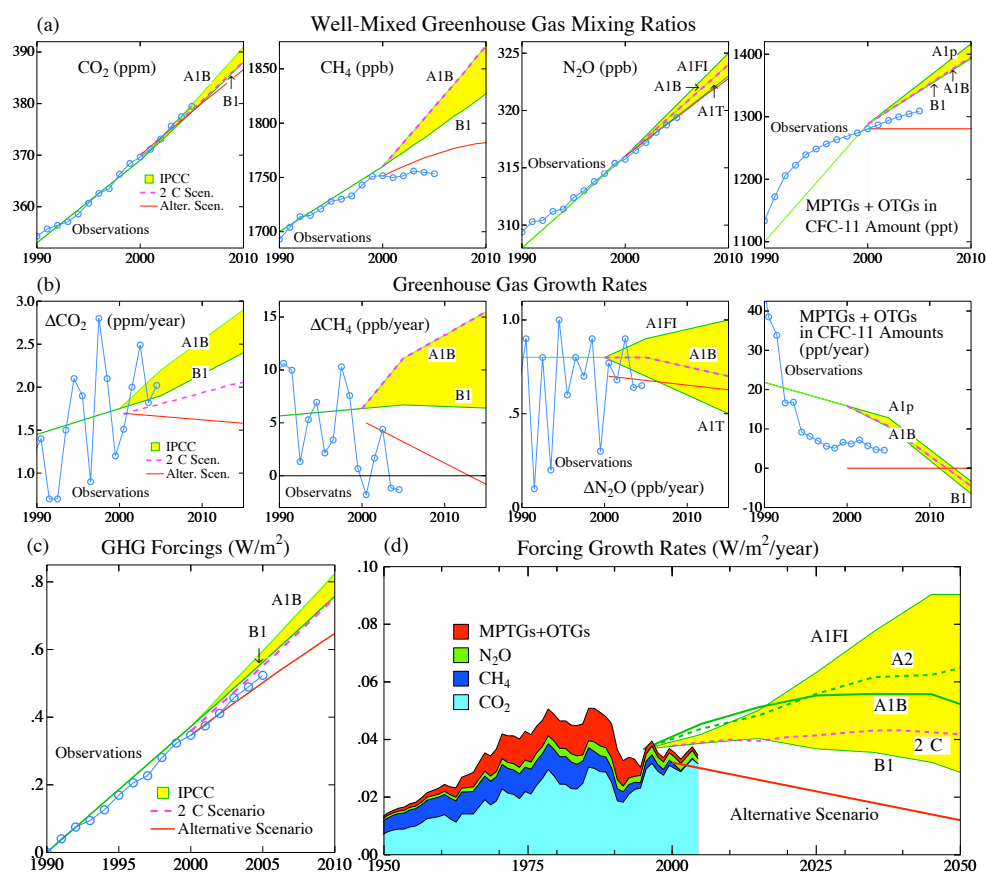 (a) Well-Mixed Greenhouse Gas Mixing Ratios
390
380
370
360
1990 2000 2010
CO2 (ppm)
A1B
B1
IPCC
2 C Scen.
Alter. Scen.
Observations
1850
1800
1750
1700
1990 2000 2010
CH4 (ppb)
A1B
B1
Observations
325
320
315
310
1990 2000 2010
N2O (ppb)
A1FI
A1B→
↑
A1T
Observations
1400
1300
1200
1100
1990 2000 2010
A1p
↑ ↑
B1 A1B
Observations
MPTGs + OTGs in
CFC-11 Amount (ppt)
(b) Greenhouse Gas Growth Rates
3.0
2.5
2.0
1.5
1.0
1990 2000 2010
ΔCO2 (ppm/year)
A1B
B1
IPCC
2 C Scen.
Alter. Scen.
Observations
15
10
5
0
1990 2000 2010
ΔCH4 (ppb/year)
A1B
B1
Observatns
1.0
.5
0
1990 2000 2010
A1FI
A1B
A1T
Observations
ΔN2O (ppb/year)
40
30
20
10
0
-10
1990 2000 2010
MPTGs + OTGs
in CFC-11 Amounts
(ppt/year)
Observations
A1p
A1B
B1
(c) GHG Forcings (W/m2)
.8
.6
.4
.2
0
1990 1995 2000 2005 2010
A1B
B1
↓
Observations
IPCC
2 C Scenario
Alternative Scenario
(d) Forcing Growth Rates (W/m2/year)
.10
.08
.06
.04
.02
.00
1950 1975 2000 2025 2050
MPTGs+OTGs
N2O
CH4
CO2
A1FI
A2
A1B
2 C
B1
Alternative Scenario